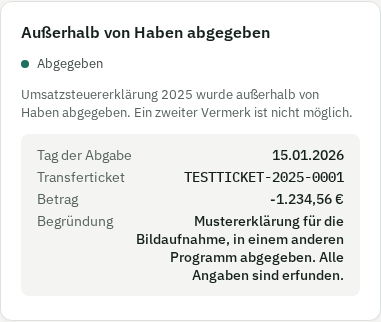 Außerhalb von Haben abgegeben
Abgegeben
Umsatzsteuererklärung 2025 wurde außerhalb von
Haben abgegeben. Ein zweiter Vermerk ist nicht möglich.
Tag der Abgabe 15.01.2026
Transferticket TESTTICKET-2025-0001
Betrag -1.234,56 €
Begründung Mustererklärung für die
Bildaufnahme, in einem anderen
Programm abgegeben. Alle
Angaben sind erfunden.